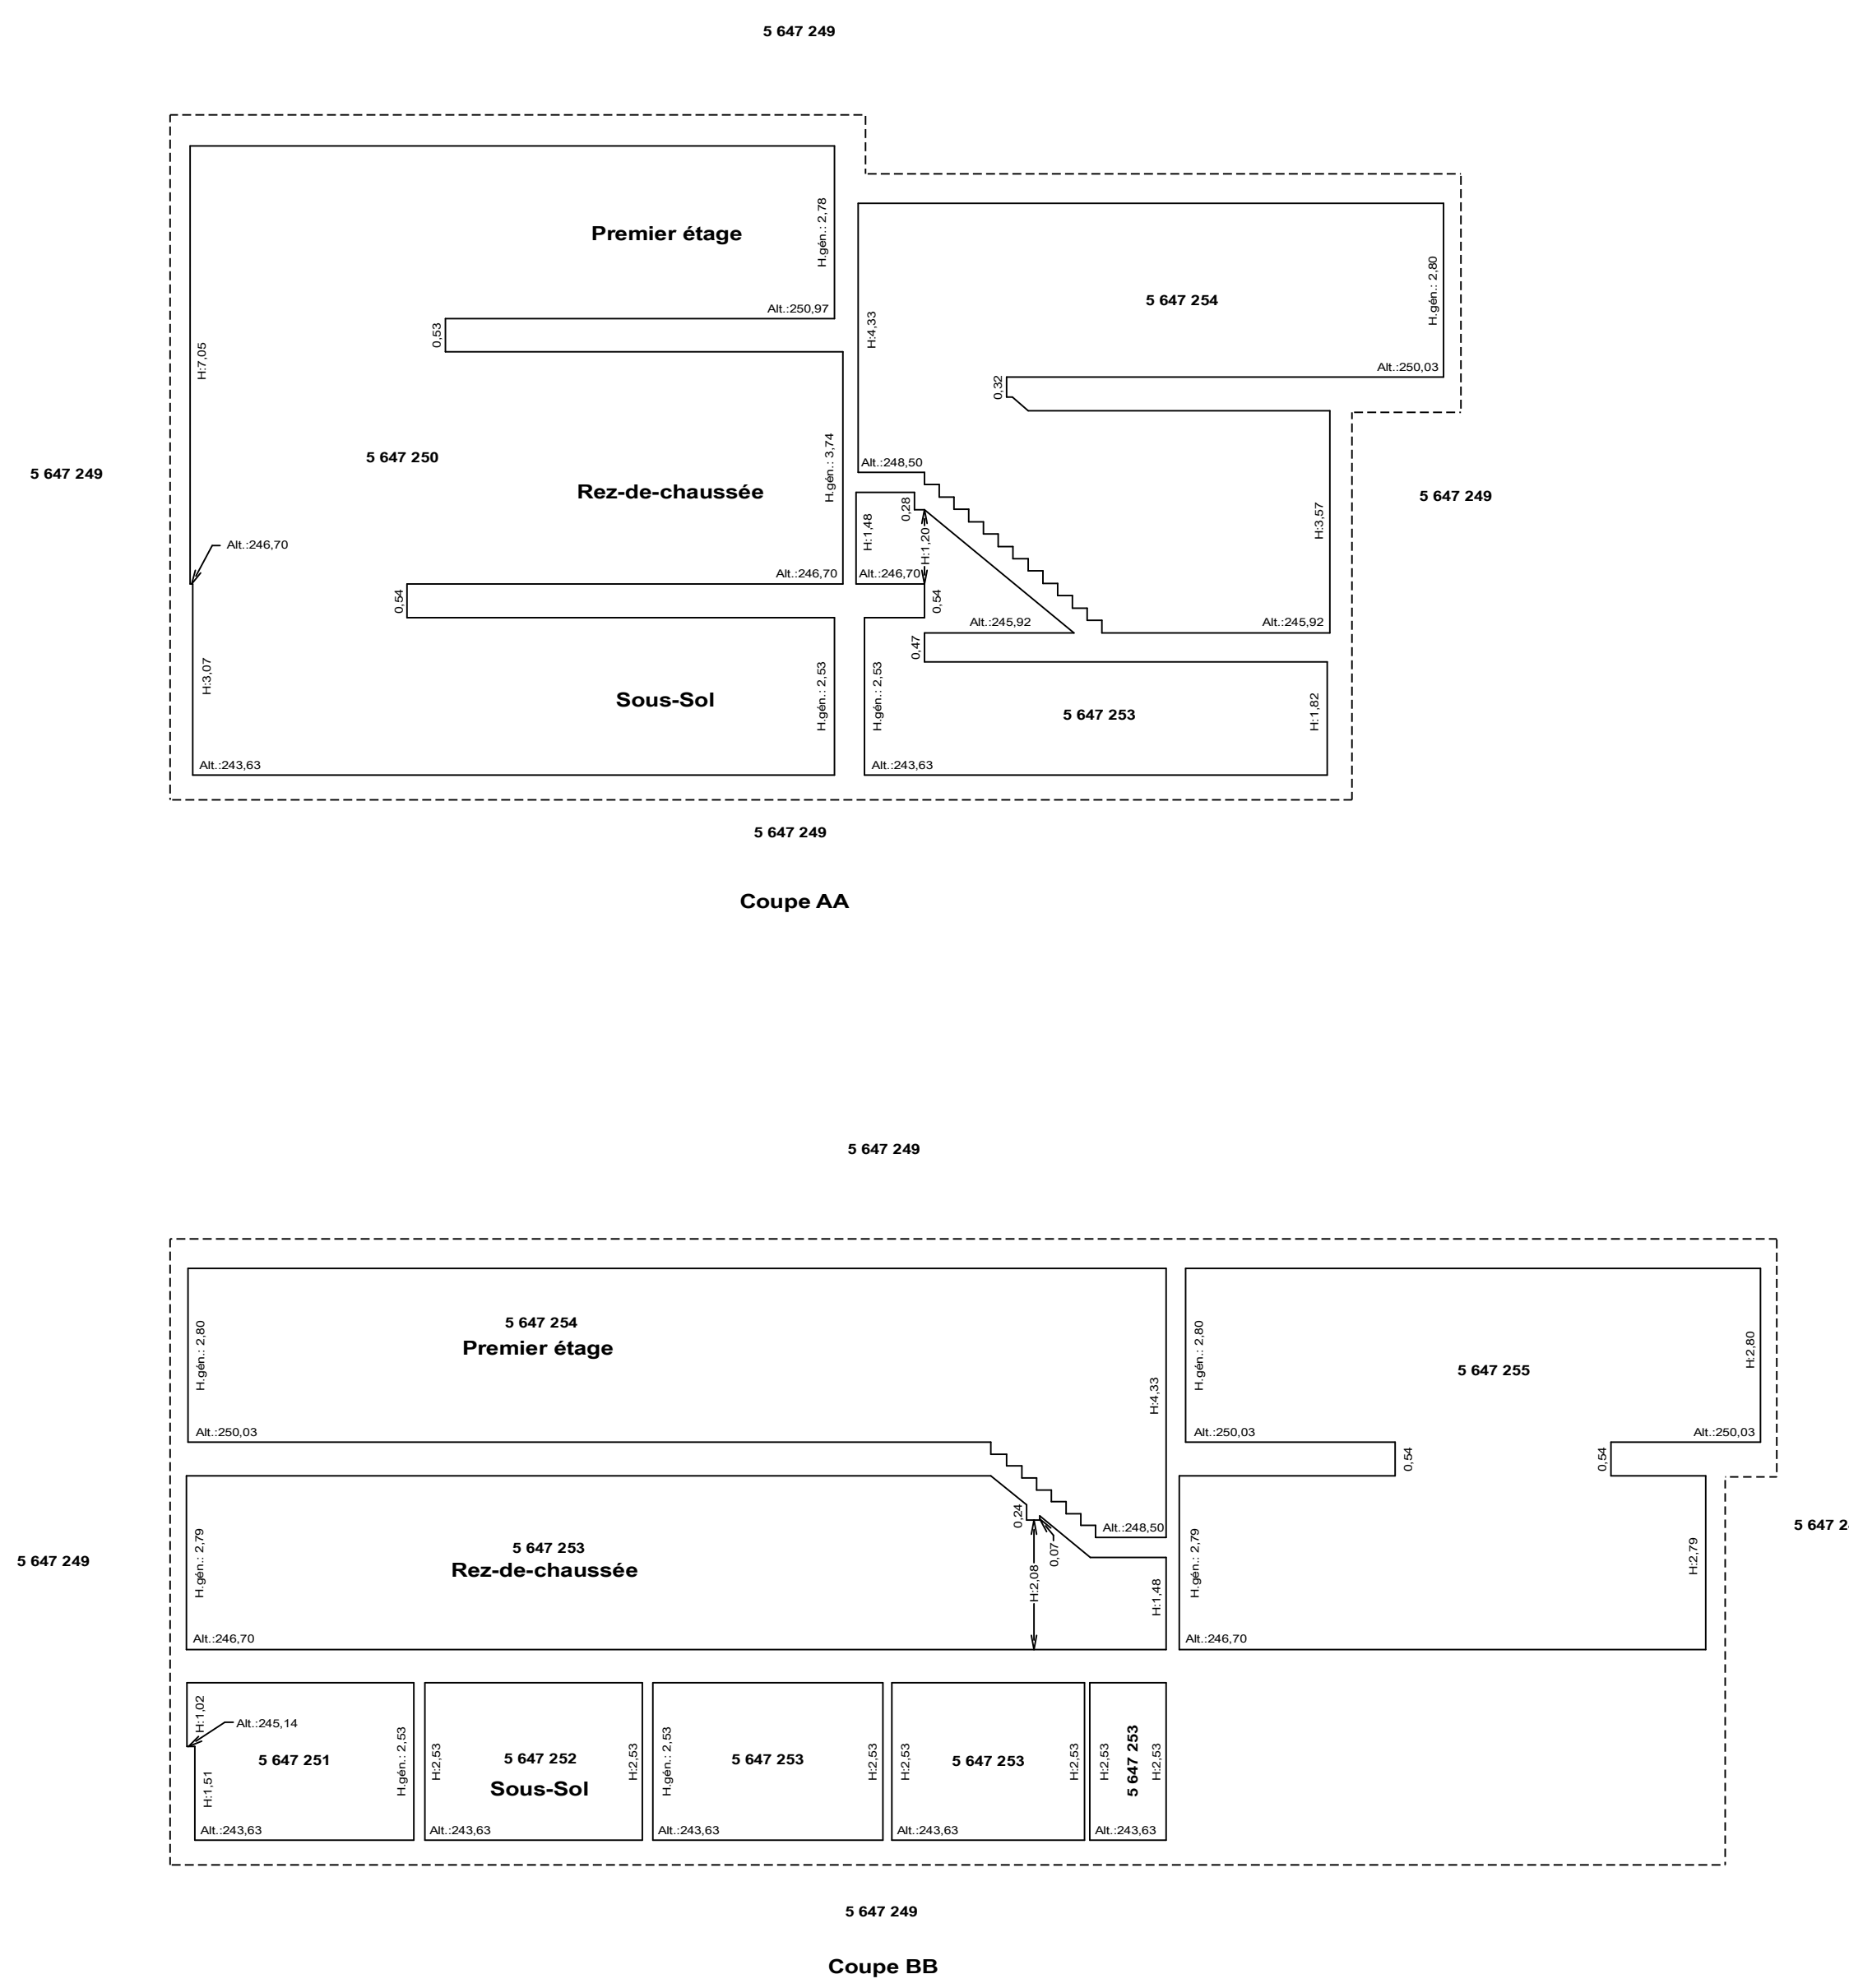 5 647 249
Premier étage
H.gén.: 2,78
Alt.:250,97
0,53
H:7,05
H:4,33
5 647 254
H.gén.: 2,80
Alt.:250,03
0,32
5 647 250
5 647 249
Rez-de-chaussée
H.gén.: 3,74
Alt.:248,50
0,28
H:1,48
H:1,20
H:3,57
5 647 249
Alt.:246,70
Alt.:246,70
Alt.:246,70
0,54
0,54
Alt.:245,92
Alt.:245,92
0,47
H:3,07
Sous-Sol
H.gén.: 2,53
H.gén.: 2,53
5 647 253
H:1,82
Alt.:243,63
Alt.:243,63
5 647 249
Coupe AA
5 647 249
5 647 254
Premier étage
H.gén.: 2,80
H:4,33
H.gén.: 2,80
5 647 255
H:2,80
Alt.:250,03
Alt.:250,03
Alt.:250,03
0,54
0,54
0,24
Alt.:248,50
5 647 2
5 647 249
H.gén.: 2,79
5 647 253
Rez-de-chaussée
0,07
H:2,08
H:1,48
H.gén.: 2,79
H:2,79
Alt.:246,70
Alt.:246,70
H:1,02
Alt.:245,14
5 647 251
H:1,51
H.gén.: 2,53
H:2,53
5 647 252
Sous-Sol
H:2,53
H.gén.: 2,53
5 647 253
H:2,53
H:2,53
5 647 253
H:2,53
H:2,53
5 647 253
H:2,53
Alt.:243,63
Alt.:243,63
Alt.:243,63
Alt.:243,63
Alt.:243,63
5 647 249
Coupe BB